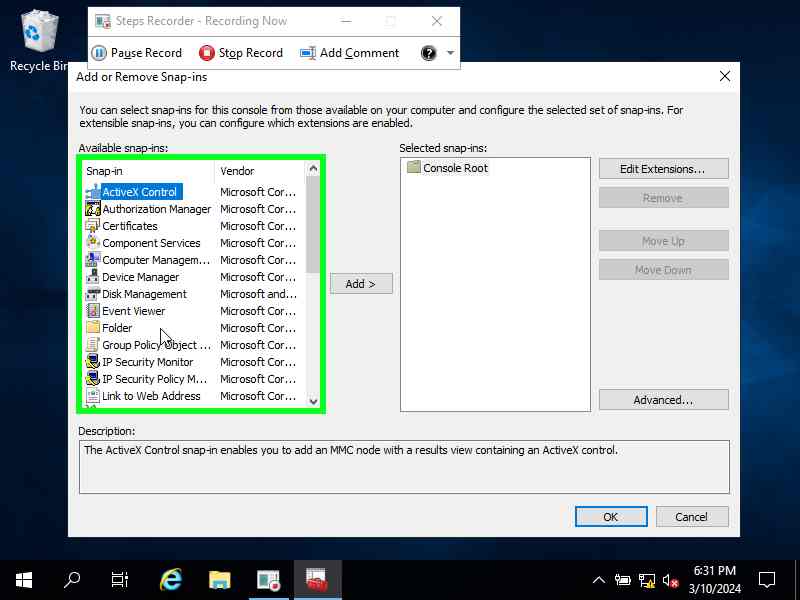 Recycle Bin
Steps Recorder - Recording Now
Pause Record
Stop Record
Add Comment
Add or Remove Snap-ins
You can select snap-ins for this console from those available on your computer and configure the selected set of snap-ins. For
extensible snap-ins, you can configure which extensions are enabled.
Available snap-ins:
Selected snap-ins:
Snap-in Vendor
ActiveX Control Microsoft Cor...
Authorization Manager Microsoft Cor...
Certificates Microsoft Cor...
Component Services Microsoft Cor...
Computer Managem... Microsoft Cor...
Device Manager Microsoft Cor...
Disk Management Microsoft and...
Event Viewer Microsoft Cor...
Folder Microsoft Cor...
Group Policy Object ... Microsoft Cor...
IP Security Monitor Microsoft Cor...
IP Security Policy M... Microsoft Cor...
Link to Web Address Microsoft Cor...
Add >
Console Root
Edit Extensions...
Remove
Move Up
Move Down
Advanced...
Description:
The ActiveX Control snap-in enables you to add an MMC node with a results view containing an ActiveX control.
OK
Cancel
6:31 PM
3/10/2024